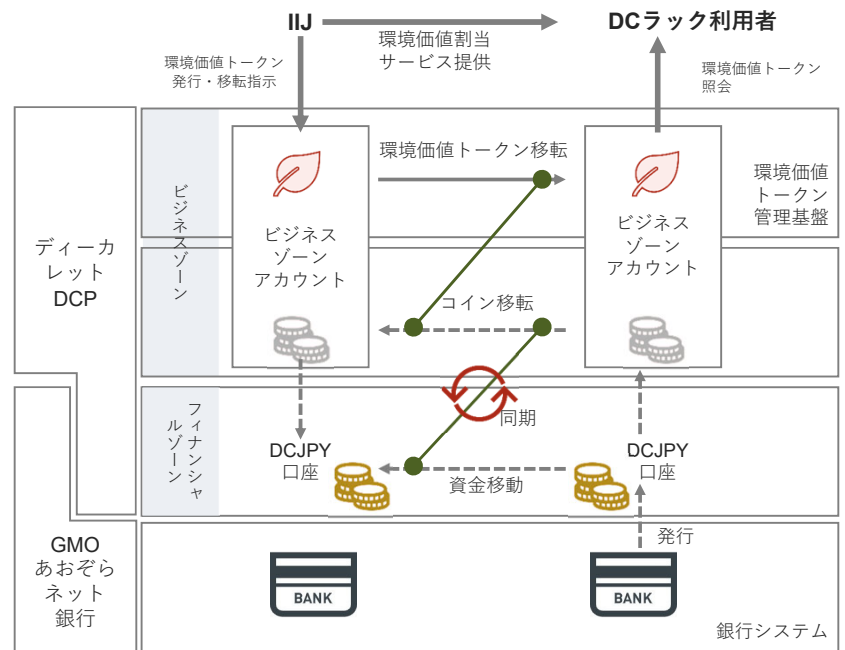 IIJ
環境価値割当
サービス提供
DCラック利用者
環境価値トークン
発行・移転指示
環境価値トークン
照会
ディーカ
レット
DCP
ビジネスゾーン
ビジネス
ゾーン
アカウント
環境価値トークン移転
ビジネス
ゾーン
アカウント
環境価値
トークン
管理基盤
コイン移転
同期
フィナンシャ
ルゾーン
DCJPY
口座
資金移動
DCJPY
口座
GMO
あおぞら
ネット
銀行
発行
BANK
BANK
銀行システム